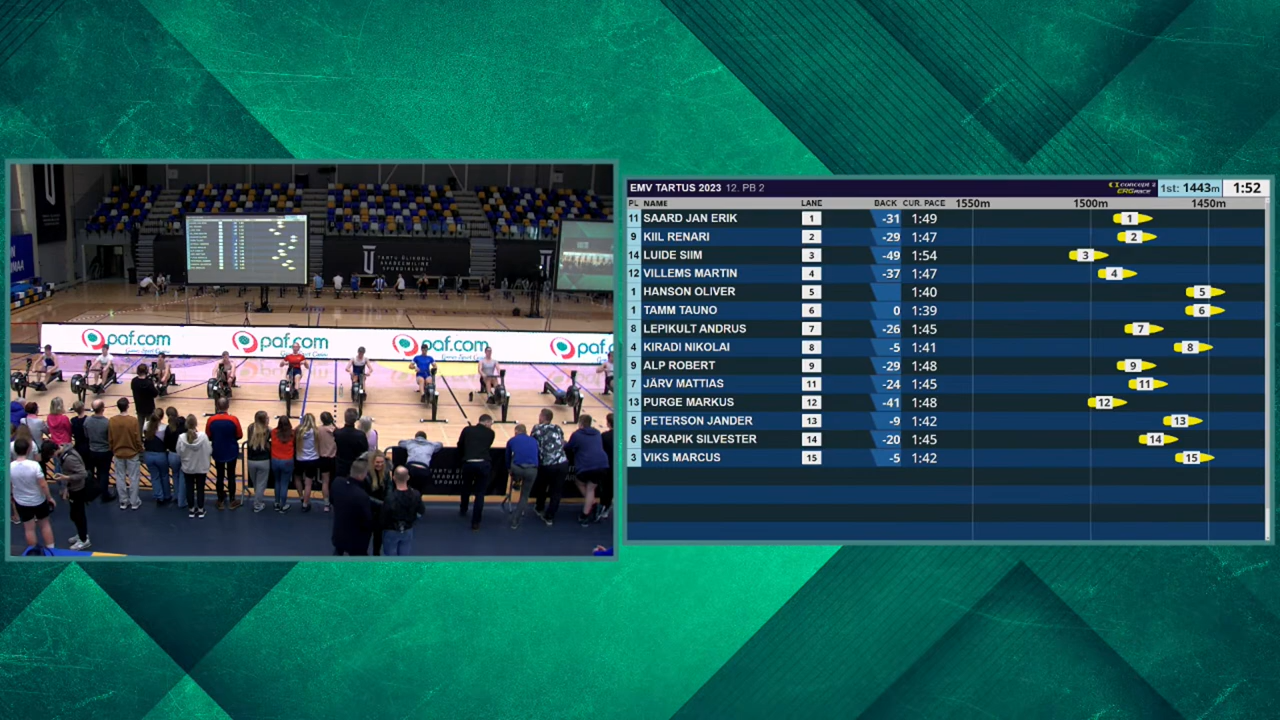 EMV TARTUS 2023 12. PB 2 concept 2 ERGRACE 1st: 1443m 1:52
PL NAME LANE BACK CUR. PACE 1550m 1500m 1450m
11 SAARD JAN ERIK 1 -31 1:49 1
9 KIIL RENARI 2 -29 1:47 2
14 LUIDE SIIM 3 -49 1:54 3
12 VILLEMS MARTIN 4 -37 1:47 4
1 HANSON OLIVER 5 1:40 5
1 TAMM TAUNO 6 0 1:39 6
8 LEPIKULT ANDRUS 7 -26 1:45 7
4 KIRADI NIKOLAI 8 -5 1:41 8
9 ALP ROBERT 9 -29 1:48 9
7 JÄRV MATTIAS 11 -24 1:45 11
13 PURGE MARKUS 12 -41 1:48 12
5 PETERSON JANDER 13 -9 1:42 13
6 SARAPIK SILVESTER 14 -20 1:45 14
3 VIKS MARCUS 15 -5 1:42 15
TARTU ÜLIKOOLI
AKADEEMILINE
SPORDIKLUBI
paf.com paf.com paf.com paf.com